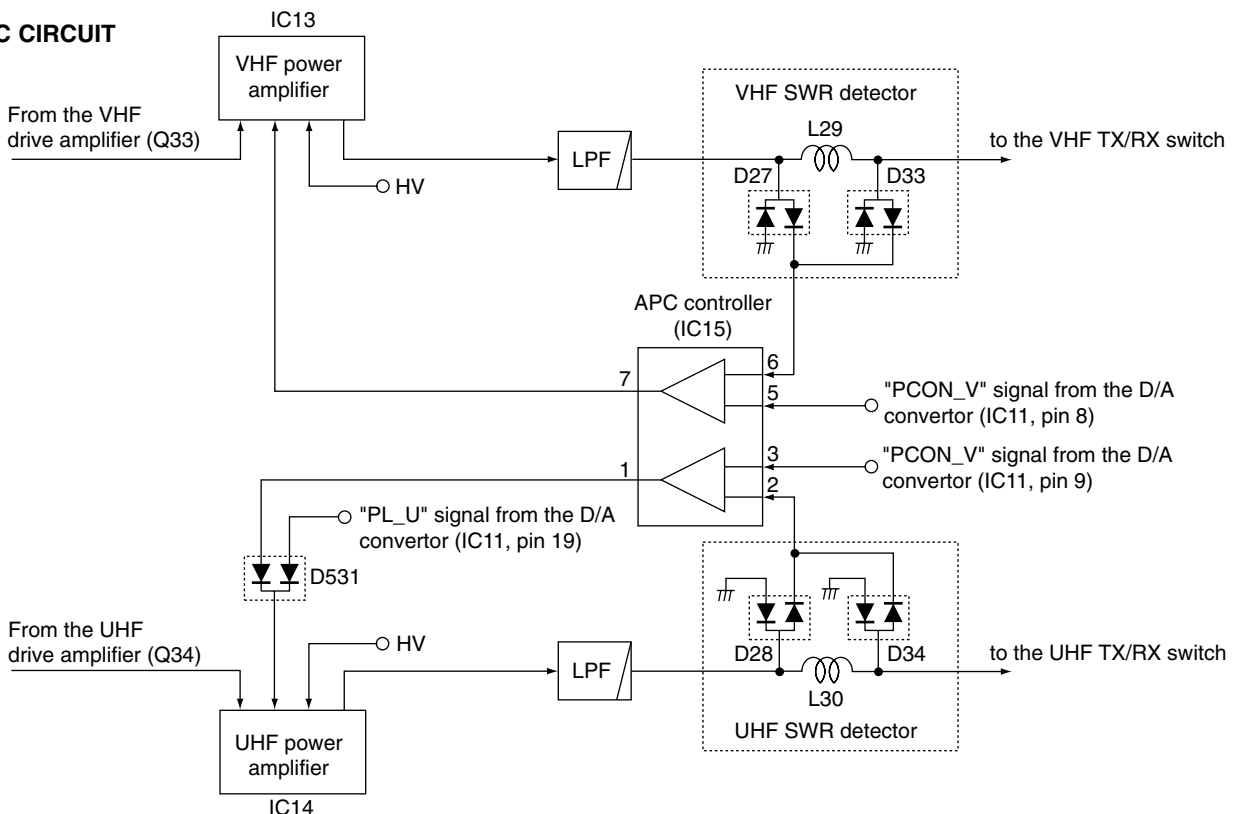 C CIRCUIT
IC13
VHF power
amplifier
From the VHF
drive amplifier (Q33)
HV
LPF
VHF SWR detector
L29
D27
D33
to the VHF TX/RX switch
APC controller
(IC15)
7
6
5
"PCON_V" signal from the D/A
convertor (IC11, pin 8)
1
3
2
"PCON_V" signal from the D/A
convertor (IC11, pin 9)
"PL_U" signal from the D/A
convertor (IC11, pin 19)
D531
From the UHF
drive amplifier (Q34)
HV
LPF
D28
D34
L30
UHF SWR detector
to the UHF TX/RX switch
UHF power
amplifier
IC14